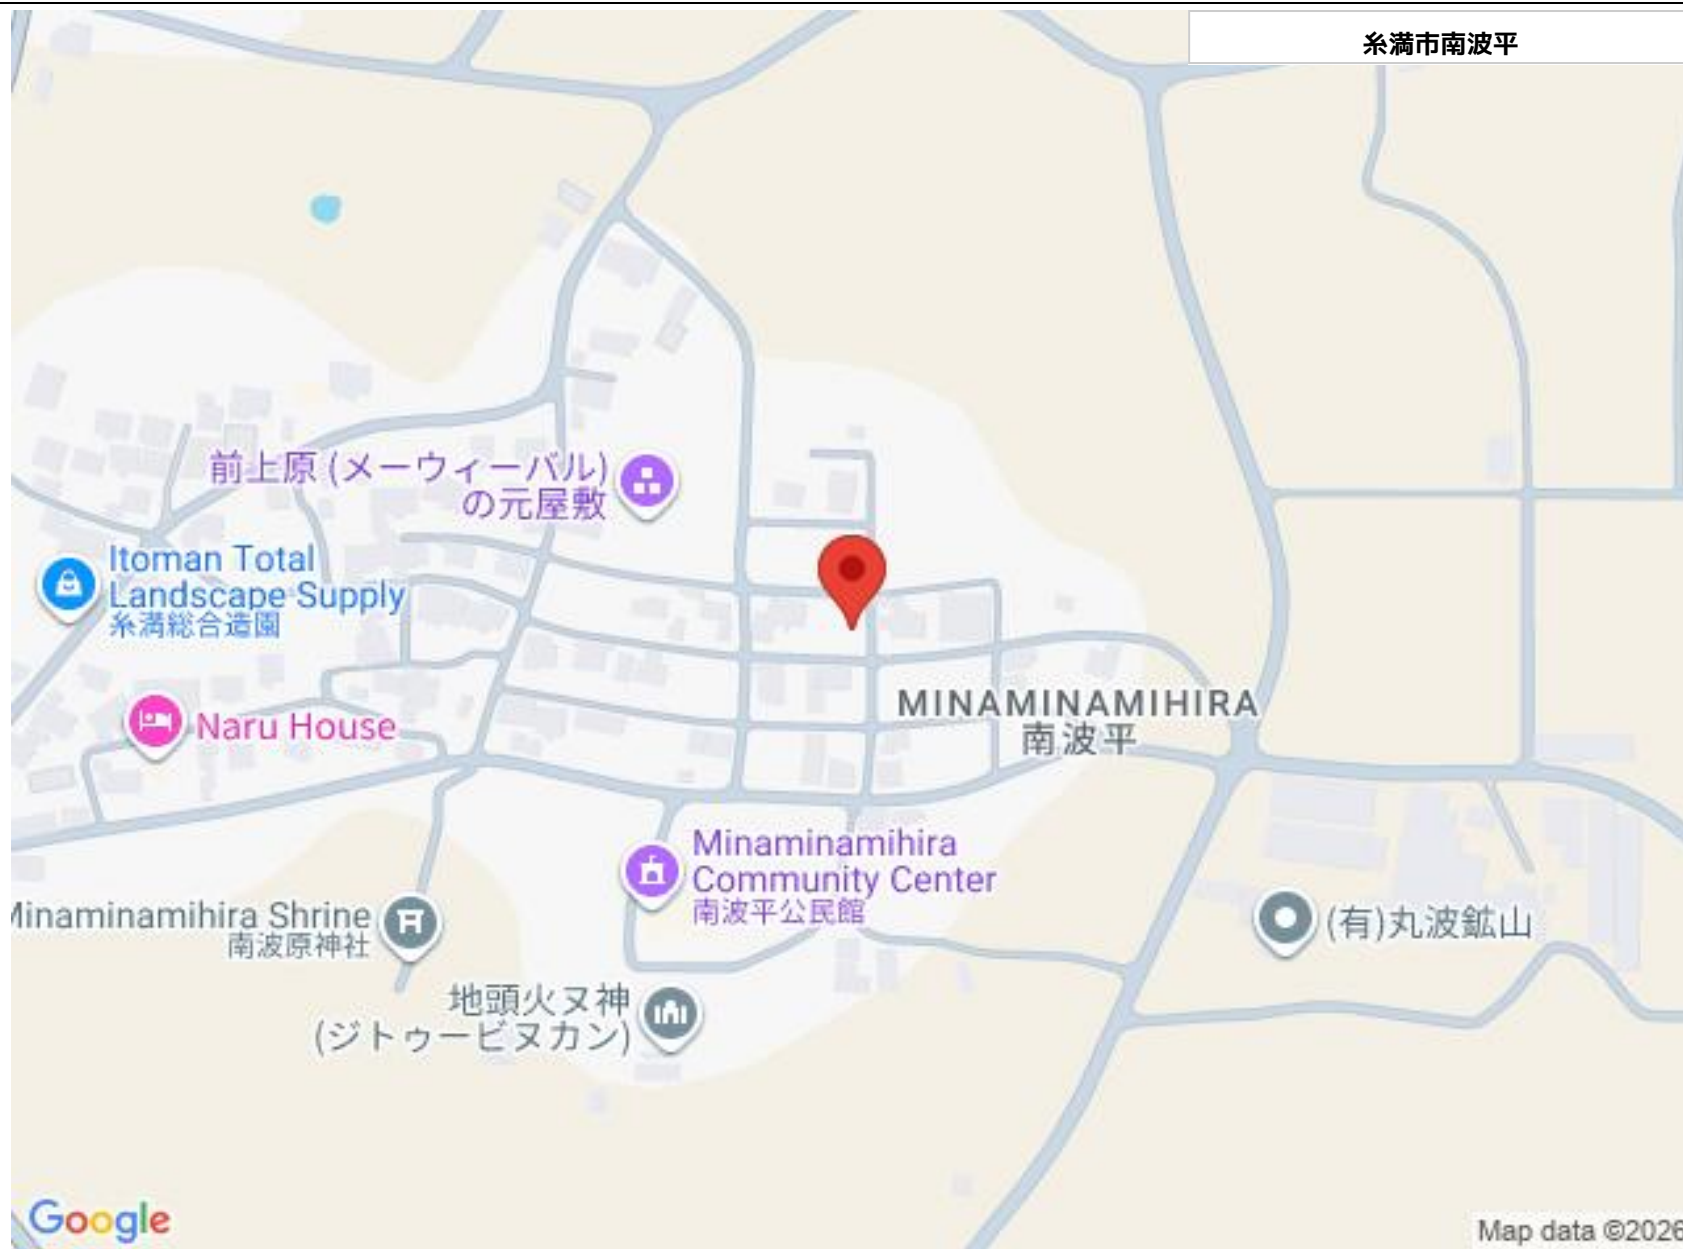 糸満市南波平
前上原 (メーウィーバル)
の元屋敷
Itoman Total
Landscape Supply
糸満総合造園
Naru House
MINAMINAMIHIRA
南波平
Minaminamihira
Community Center
南波平公民館
Minaminamihira Shrine
南波原神社
(有)丸波鉱山
地頭火ヌ神
(ジトゥービヌカン)
Google
Map data ©2026